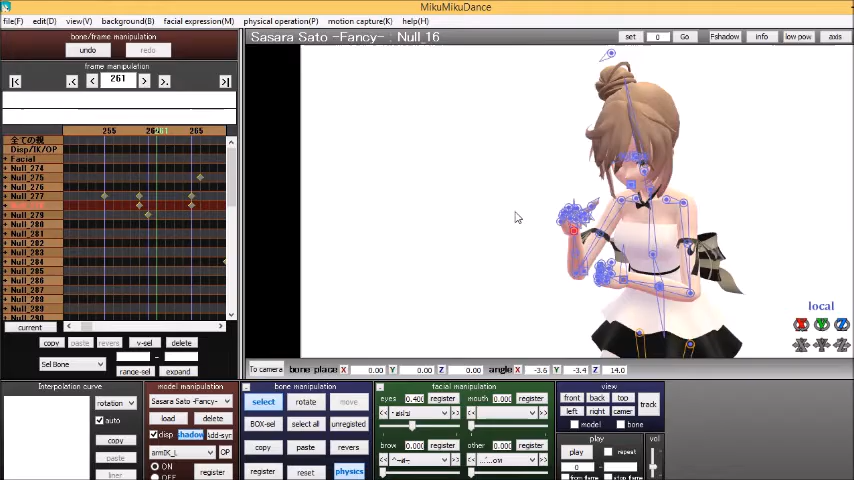 MikuMikuDance
file(F) edit(D) view(V) background(B) facial expression(M) physical operation(P) motion capture(K) help(H)
bone/frame manipulation
undo redo
frame manipulation
261
Sasara Sato -Fancy- : Null_16
set 0 Go Fshadow info low-pow axis
255 261 265
全ての親
Disp/IK/OP
+ Facial
+ Null_274
+ Null_275
+ Null_276
+ Null_277
+ Null_279
+ Null_280
+ Null_281
+ Null_282
+ Null_283
+ Null_284
+ Null_285
+ Null_286
+ Null_287
+ Null_288
+ Null_289
+ Null_290
current
copy paste revers v-sel delete
Sel Bone range-sel expand
local
X Y Z
To camera bone place X 0.00 Y 0.00 Z 0.00 angle X -3.6 Y -3.4 Z 14.0
Interpolation curve
rotation
auto
copy
paste
liner
model manipulation
Sasara Sato -Fancy-
load delete
disp shadow Add-syn
armIK_L OP
ON
OFF register
bone manipulation
select rotate move
BOX-sel select all unregistered
copy paste revers
register reset physics
facial manipulation
eyes 0.400 register mouth 0.000 register
brow 0.000 register other 0.000 register
view
front back top
left right camer track
model bone
play
play repeat
0 - 0
vol